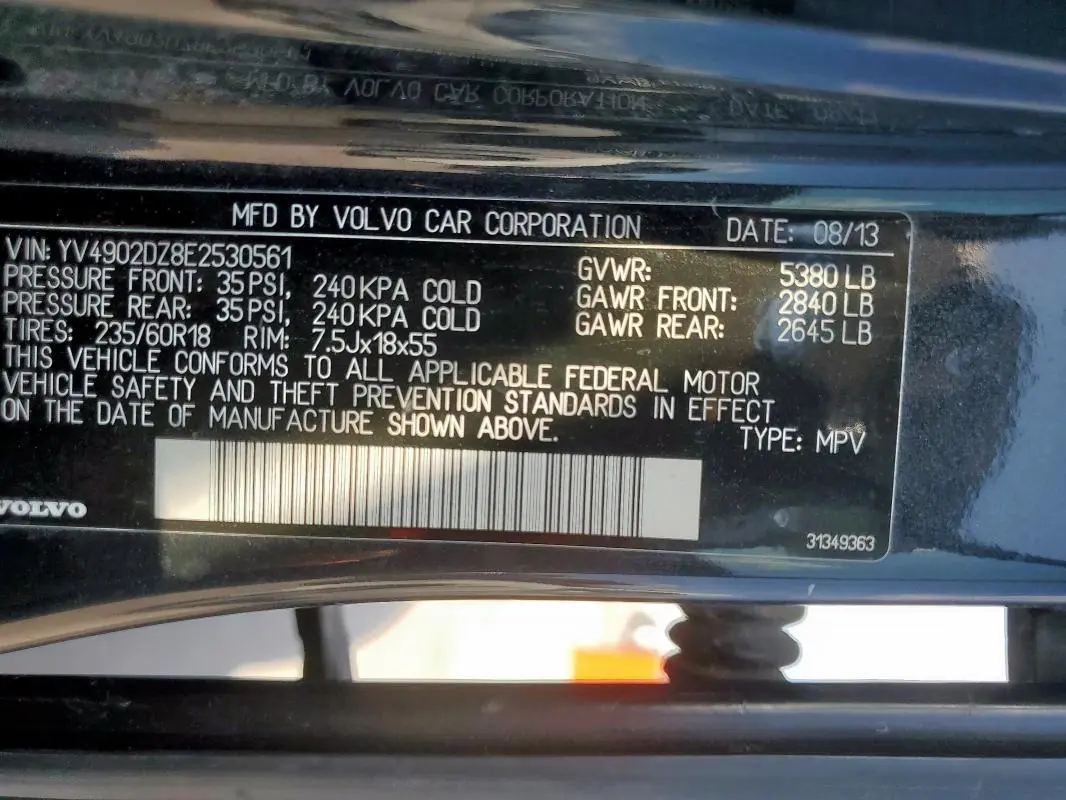 MFD BY VOLVO CAR CORPORATION DATE: 08/13
VIN: YV4902DZ8E2530561 GVWR: 5380 LB
PRESSURE FRONT: 35 PSI, 240 KPA COLD GAWR FRONT: 2840 LB
PRESSURE REAR: 35 PSI, 240 KPA COLD GAWR REAR: 2645 LB
TIRES: 235/60R18 RIM: 7.5Jx18x55
THIS VEHICLE CONFORMS TO ALL APPLICABLE FEDERAL MOTOR
VEHICLE SAFETY AND THEFT PREVENTION STANDARDS IN EFFECT
ON THE DATE OF MANUFACTURE SHOWN ABOVE.
TYPE: MPV
VOLVO
31349363